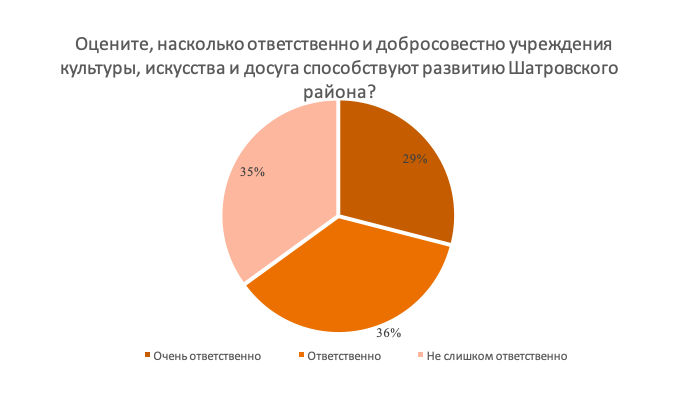 Оцените, насколько ответственно и добросовестно учреждения
культуры, искусства и досуга способствуют развитию Шатровского
района?
29%
35%
36%
Очень ответственно
Ответственно
Не слишком ответственно